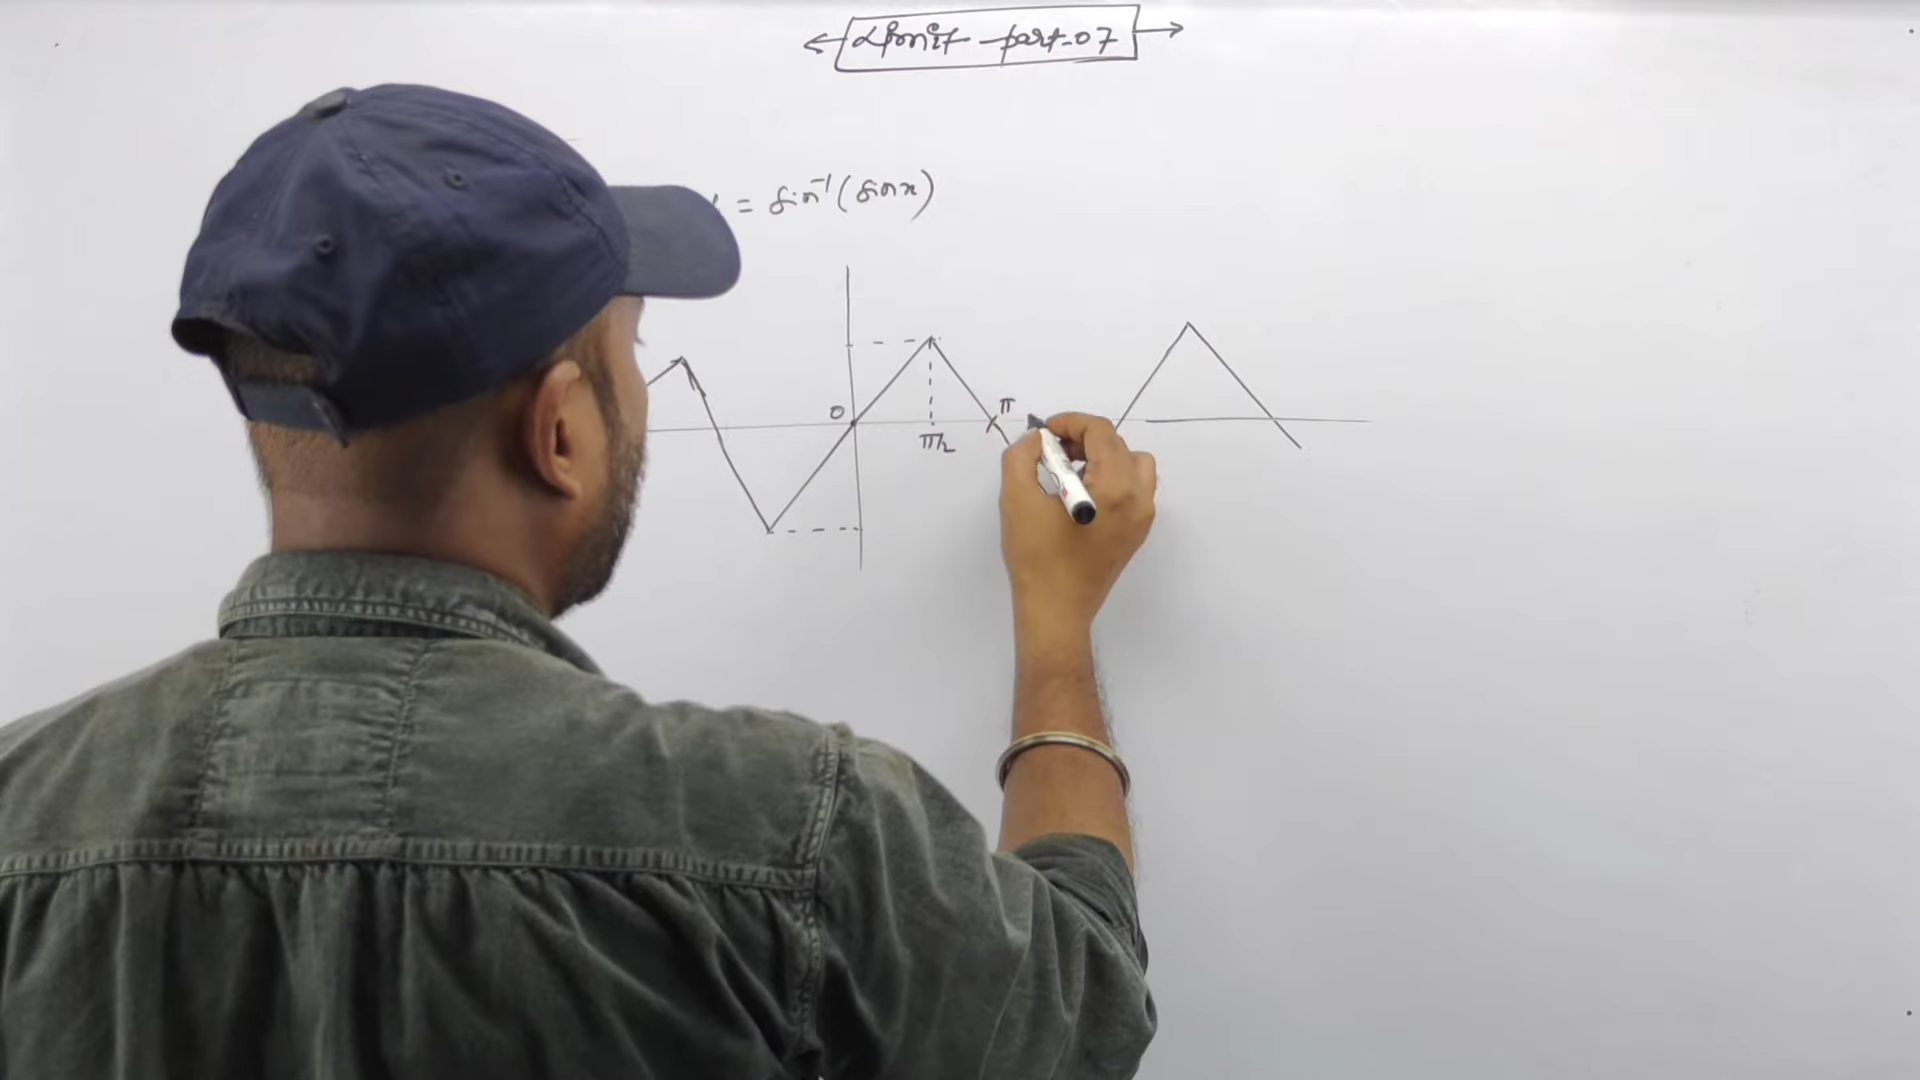 Limit part-07
= sin⁻¹(sinx)
0
π
π/2